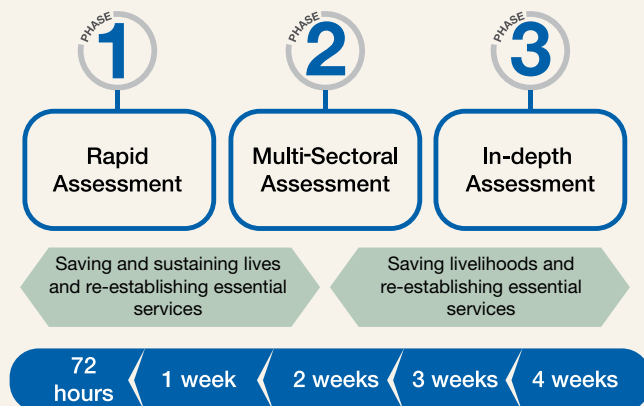 PHASE
1
PHASE
2
PHASE
3
Rapid
Assessment
Multi-Sectoral
Assessment
In-depth
Assessment
Saving and sustaining lives
and re-establishing essential
services
Saving livelihoods and
re-establishing essential
services
72
hours
1 week
2 weeks
3 weeks
4 weeks